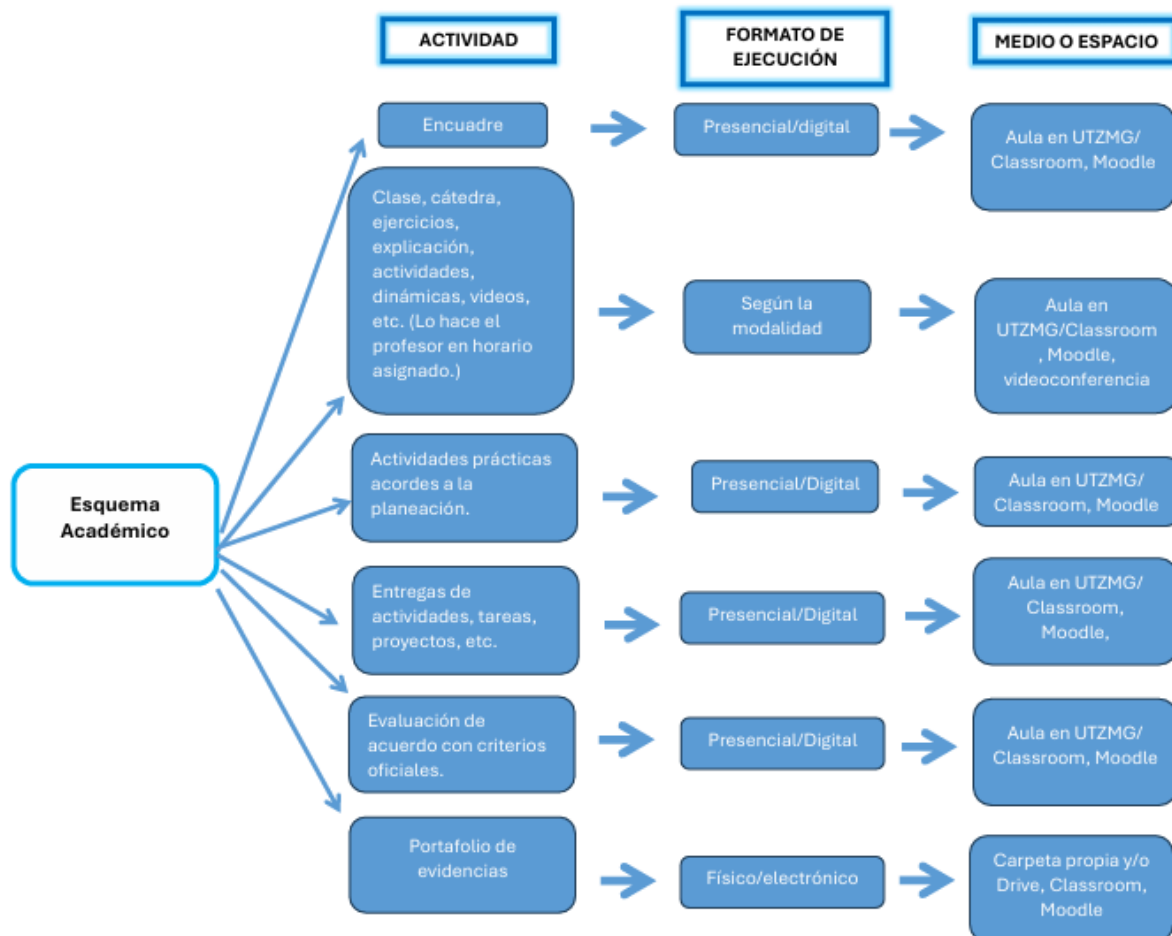 ACTIVIDAD
FORMATO DE
EJECUCIÓN
MEDIO O ESPACIO
Encuadre
Presencial/digital
Aula en UTZMG/
Classroom, Moodle
Clase, cátedra,
ejercicios,
explicación,
actividades,
dinámicas, videos,
etc. (Lo hace el
profesor en horario
asignado.)
Según la
modalidad
Aula en
UTZMG/Classroom
, Moodle,
videoconferencia
Esquema
Académico
Actividades prácticas
acordes a la
planeación.
Presencial/Digital
Aula en UTZMG/
Classroom, Moodle
Entregas de
actividades, tareas,
proyectos, etc.
Presencial/Digital
Aula en UTZMG/
Classroom,
Moodle,
Evaluación de
acuerdo con criterios
oficiales.
Presencial/Digital
Aula en UTZMG/
Classroom, Moodle
Portafolio de
evidencias
Físico/electrónico
Carpeta propia y/o
Drive, Classroom,
Moodle